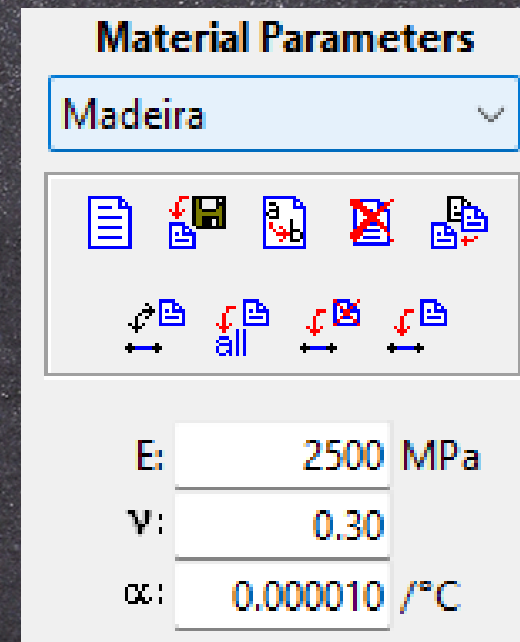 Material Parameters
Madeira
a
b
all
E: 2500 MPa
ν: 0.30
α: 0.000010 /°C